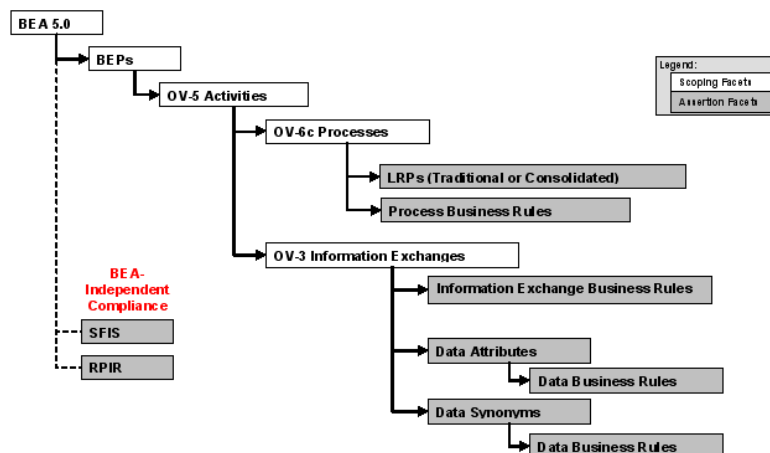 BEA 5.0
BEPs
Legend:
Scoping Facets
Assertion Facets
OV-5 Activities
OV-6c Processes
LRPs (Traditional or Consolidated)
Process Business Rules
OV-3 Information Exchanges
BEA-
Independent
Compliance
Information Exchange Business Rules
SFIS
Data Attributes
RPIR
Data Business Rules
Data Synonyms
Data Business Rules